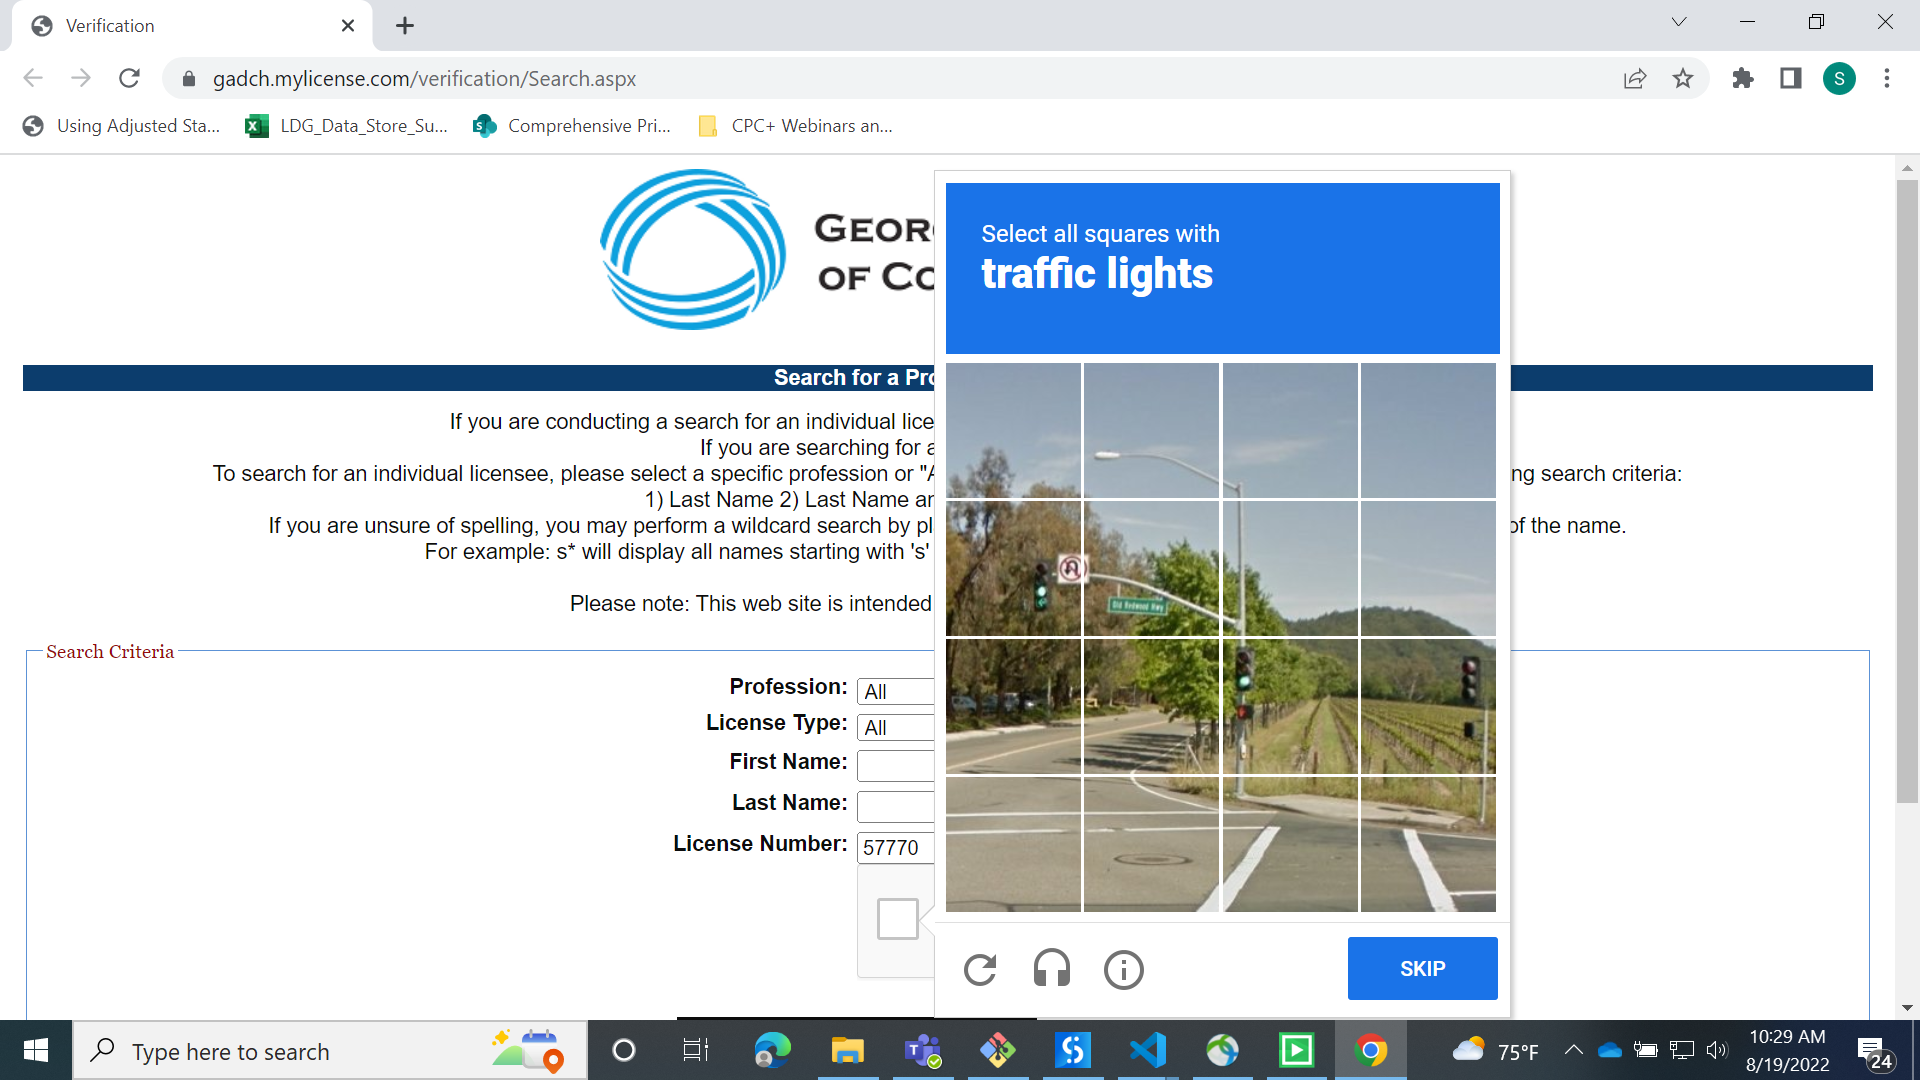 Verification
gadch.mylicense.com/verification/Search.aspx
S
Using Adjusted Sta...
LDG_Data_Store_Su...
Comprehensive Pri...
CPC+ Webinars an...
GEOR
OF CO
Select all squares with
traffic lights
Search for a Pro
If you are conducting a search for an individual lice
If you are searching for a
To search for an individual licensee, please select a specific profession or "A
ng search criteria:
1) Last Name 2) Last Name an
If you are unsure of spelling, you may perform a wildcard search by pl
of the name.
For example: s* will display all names starting with 's'
Please note: This web site is intended
Old Redwood Hwy
Search Criteria
Profession:
All
License Type:
All
First Name:
Last Name:
License Number:
57770
SKIP
Type here to search
75°F
10:29 AM
8/19/2022
24